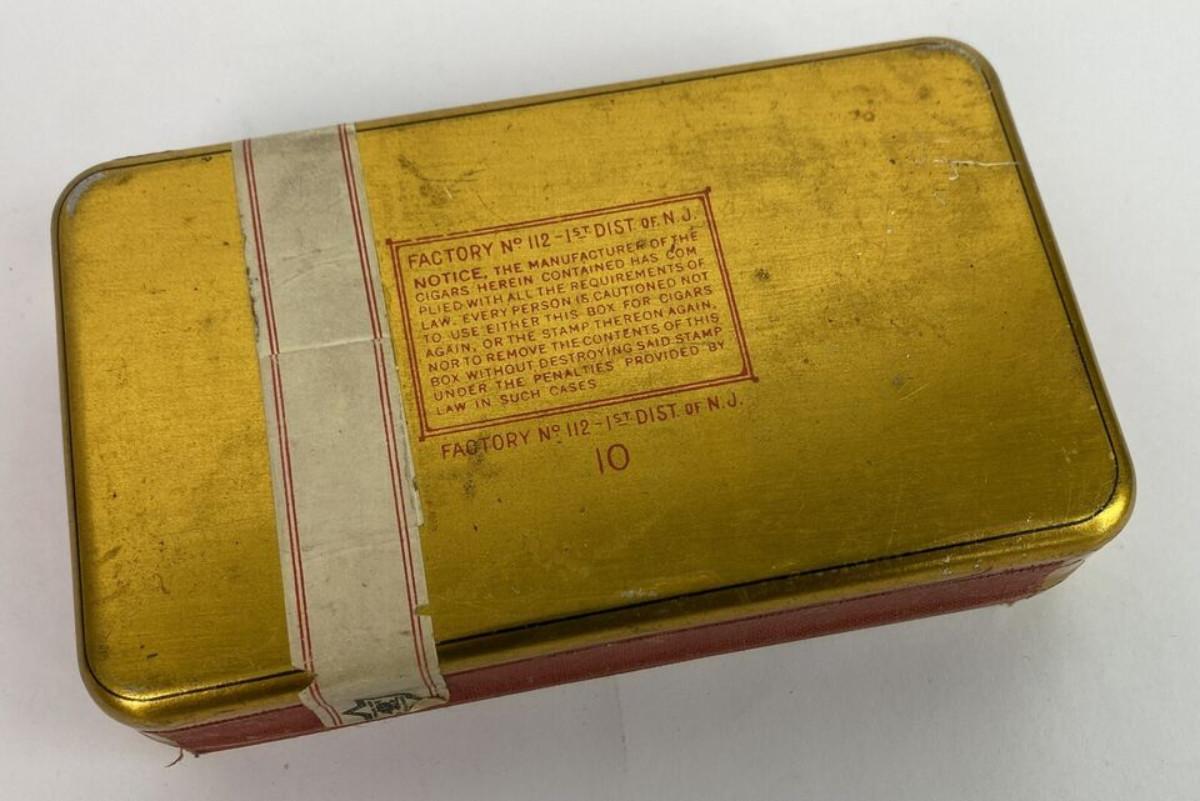 FACTORY Nº 112-1ST DIST OF N.J.
NOTICE, THE MANUFACTURER OF THE
CIGARS HEREIN CONTAINED HAS COM
PLIED WITH ALL THE REQUIREMENTS OF
LAW. EVERY PERSON IS CAUTIONED NOT
TO USE EITHER THIS BOX FOR CIGARS
AGAIN, OR THE STAMP THEREON AGAIN,
NOR TO REMOVE THE CONTENTS OF THIS
BOX WITHOUT DESTROYING SAID STAMP
UNDER THE PENALTIES PROVIDED BY
LAW IN SUCH CASES
FACTORY Nº 112-1ST DIST OF N.J.
10